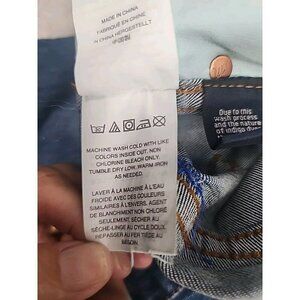 FABRIQUÉ EN CHINE
IN CHINA HERGESTELLT
MACHINE WASH COLD WITH LIKE
COLORS INSIDE OUT. NON
CHLORINE BLEACH ONLY.
TUMBLE DRY LOW. WARM IRON
AS NEEDED.
LAVER À LA MACHINE À L'EAU
FROIDE AVEC DES COULEURS
SIMILAIRES À L'ENVERS. AGENT
DE BLANCHIMENT NON CHLORÉ
SEULEMENT. SÉCHER AU
SÈCHE-LINGE AU CYCLE DOUX.
REPASSER AU FER TIÈDE AU
BESOIN.
Due to this
wash process
and the nature
of indigo